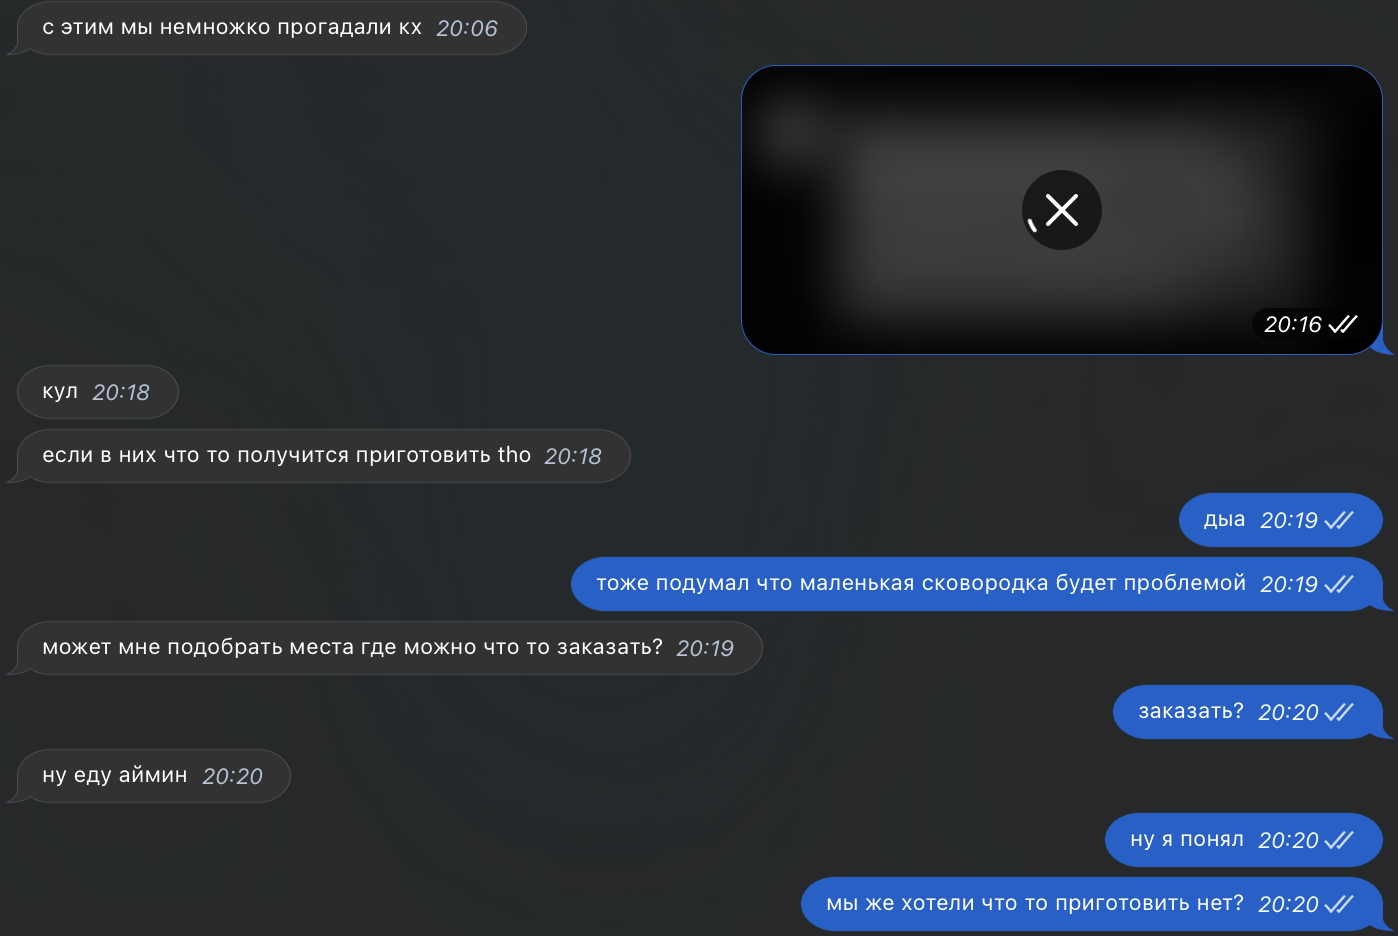 с этим мы немножко прогадали кх 20:06
20:16
кул 20:18
если в них что то получится приготовить tho 20:18
дыа 20:19
тоже подумал что маленькая сковородка будет проблемой 20:19
может мне подобрать места где можно что то заказать? 20:19
заказать? 20:20
ну еду аймин 20:20
ну я понял 20:20
мы же хотели что то приготовить нет? 20:20